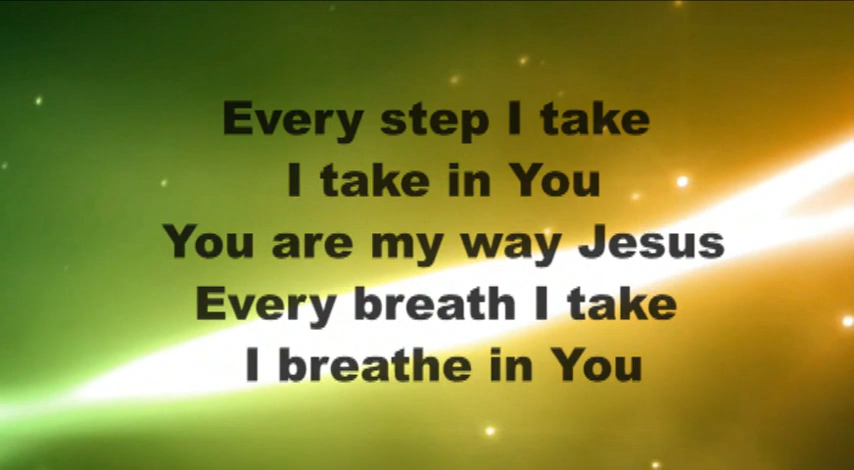 Every step I take
I take in You
You are my way Jesus
Every breath I take
I breathe in You